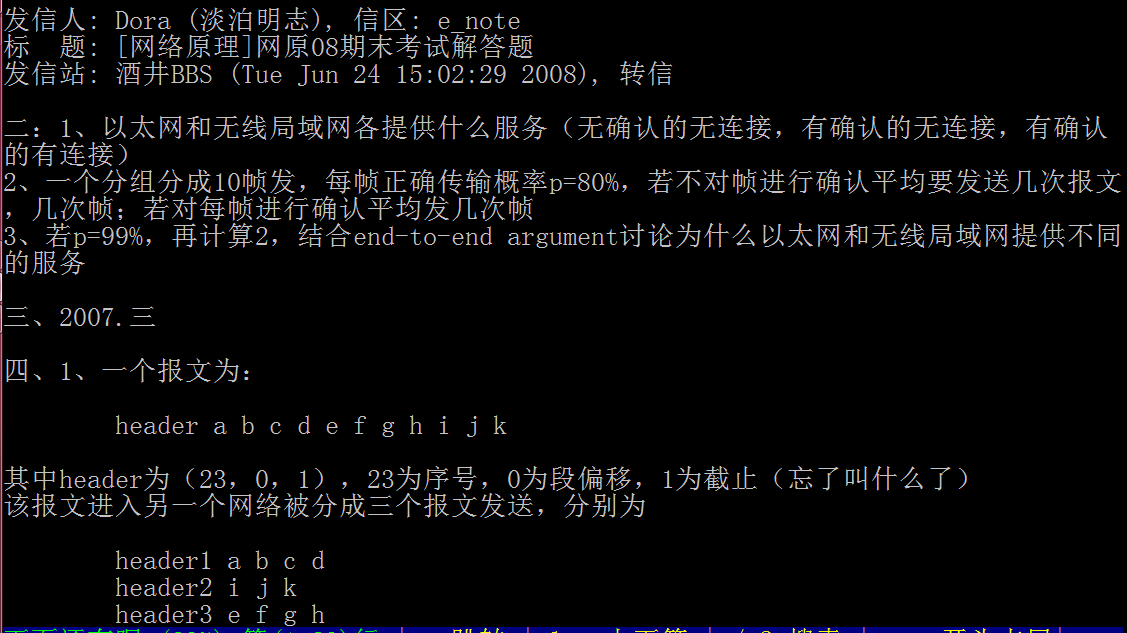 发信人: Dora (淡泊明志), 信区: e_note
标  题: [网络原理]网原08期末考试解答题
发信站: 酒井BBS (Tue Jun 24 15:02:29 2008), 转信
二：1、以太网和无线局域网各提供什么服务（无确认的无连接，有确认的无连接，有确认
的有连接）
2、一个分组分成10帧发，每帧正确传输概率p=80%，若不对帧进行确认平均要发送几次报文
，几次帧；若对每帧进行确认平均发几次帧
3、若p=99%，再计算2，结合end-to-end argument讨论为什么以太网和无线局域网提供不同
的服务
三、2007.三
四、1、一个报文为：
header a b c d e f g h i j k
其中header为（23，0，1），23为序号，0为段偏移，1为截止（忘了叫什么了）
该报文进入另一个网络被分成三个报文发送，分别为
header1 a b c d
header2 i j k
header3 e f g h